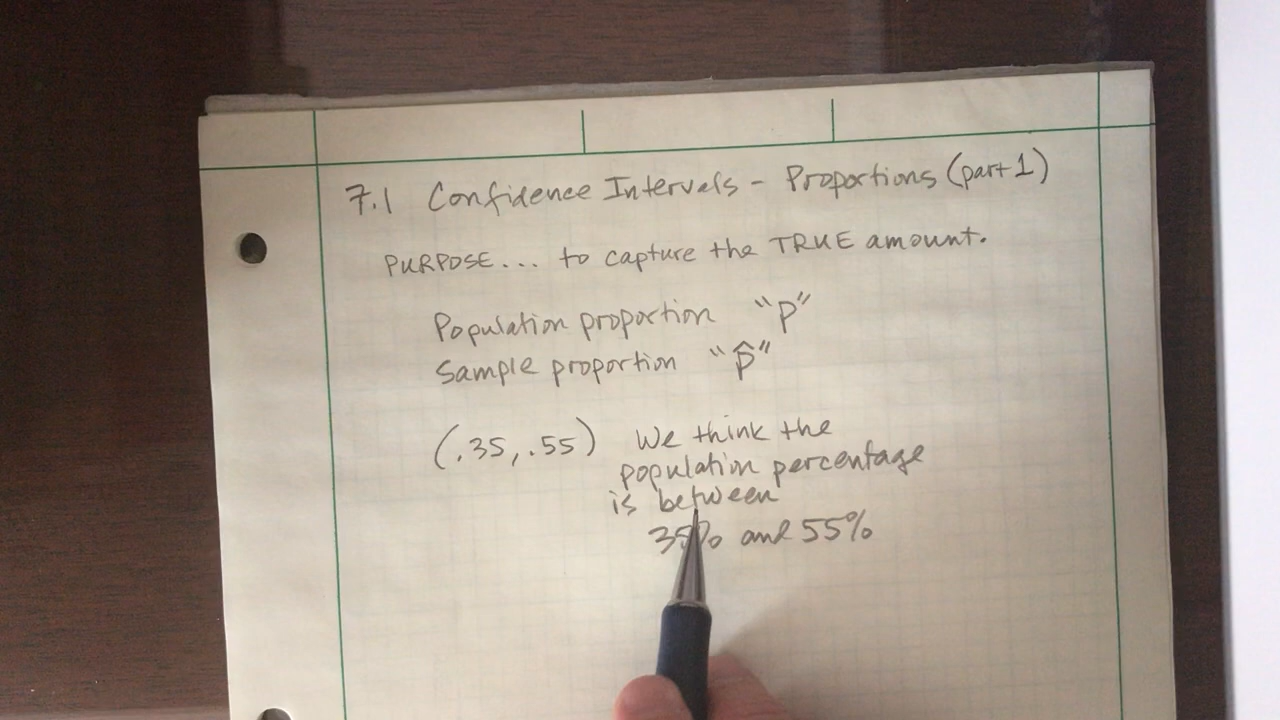 7.1 Confidence Intervals - Proportions (part 1)
PURPOSE... to capture the TRUE amount.
Population proportion "p"
Sample proportion "p̂"
(.35, .55) We think the
population percentage
is between
35% and 55%